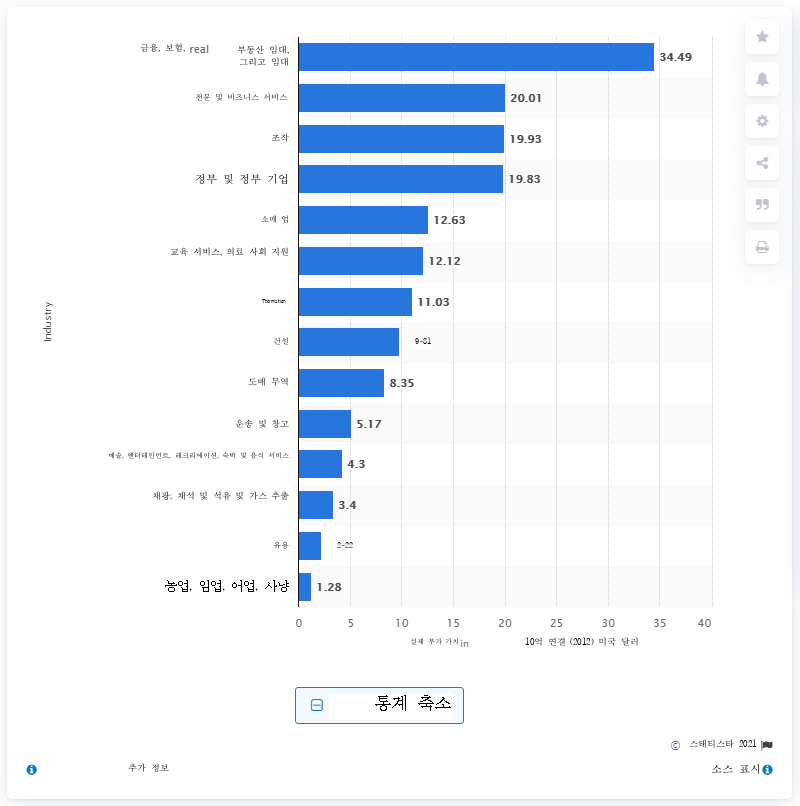 금융, 보험, real 부동산 임대,
그리고 임대
34.49
전문 및 비즈니스 서비스
20.01
조작
19.93
정부 및 정부 기업
19.83
소매 업
12.63
교육 서비스, 의료 사회 지원
12.12
11.03
건설
9-81
도매 무역
8.35
운송 및 창고
5.17
예술, 엔터테인먼트, 레크리에이션, 숙박 및 음식 서비스
4.3
채광, 채석 및 석유 및 가스 추출
3.4
유용
2-22
농업, 임업, 어업, 사냥
1.28
Industry
0 5 10 15 20 25 30 35 40
실제 부가 가치 in 10억 연결 (2012) 미국 달러
통계 축소
© 스태티스타 2021
추가 정보
소스 표시